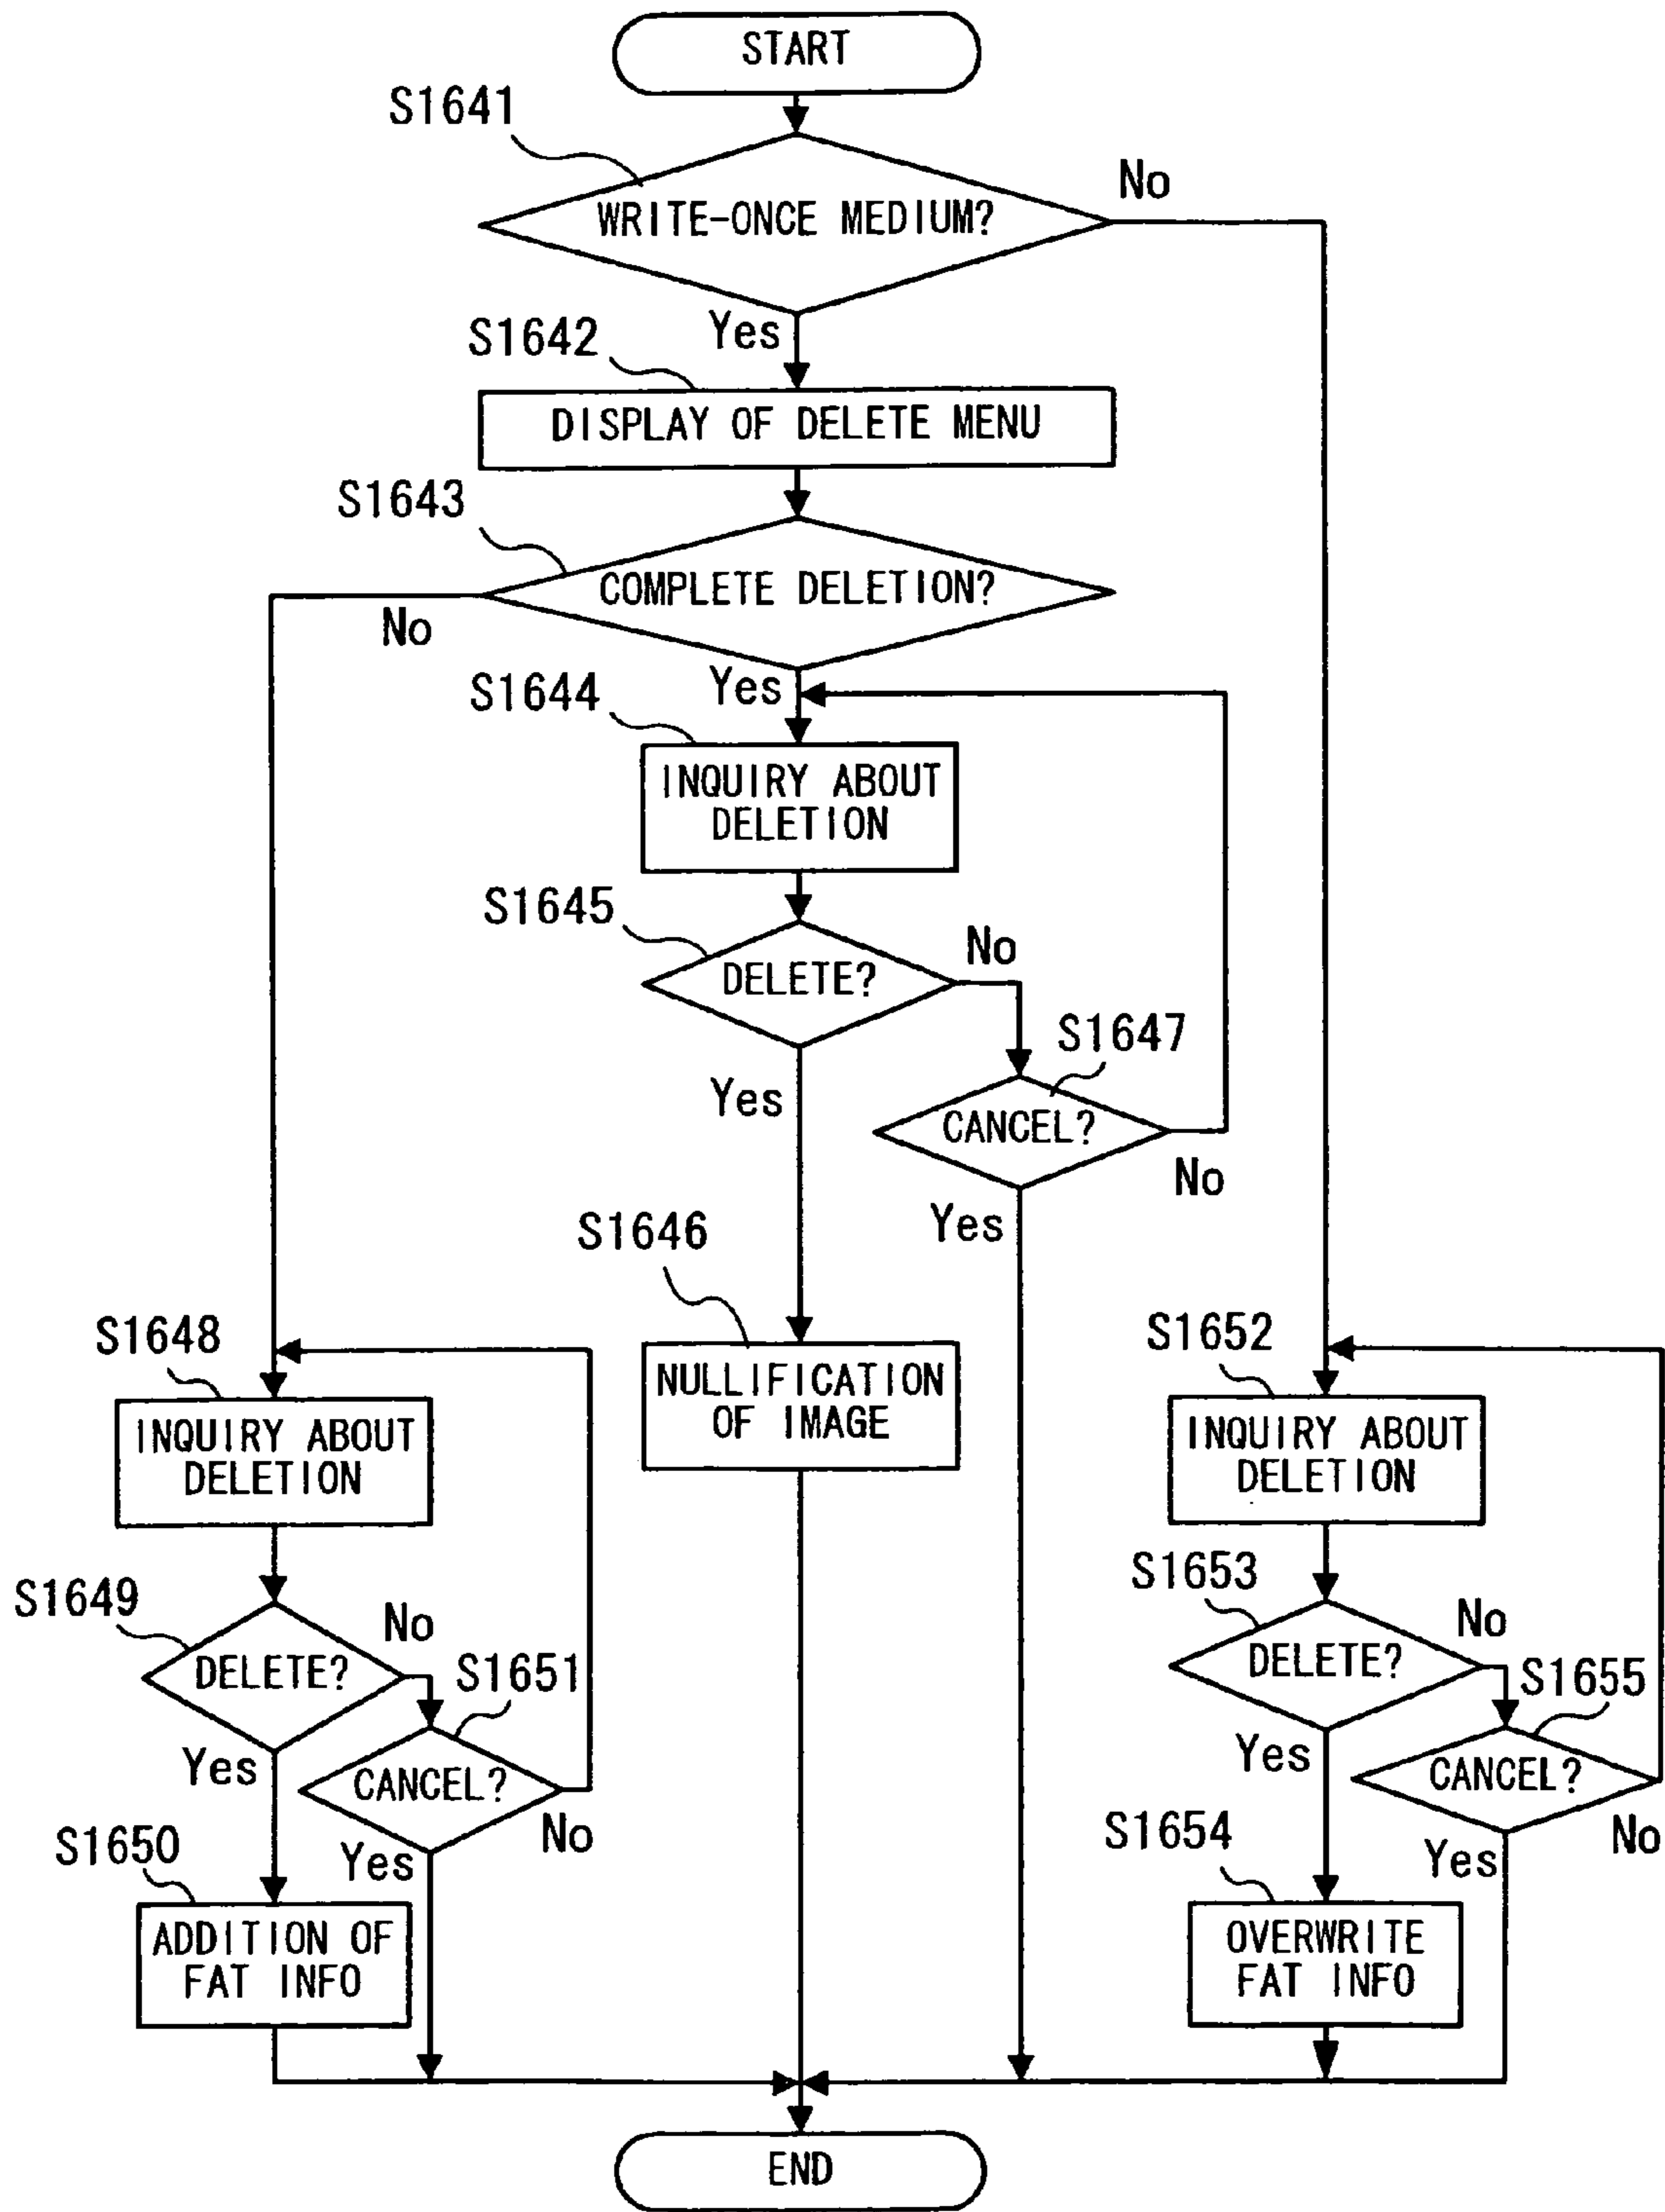 START
S1641
No
WRITE-ONCE MEDIUM?
Yes
S1642
DISPLAY OF DELETE MENU
S1643
COMPLETE DELETION?
No
Yes
S1644
INQUIRY ABOUT
DELETION
S1645
No
DELETE?
S1647
Yes
CANCEL?
No
Yes
S1646
NULLIFICATION
OF IMAGE
S1648
INQUIRY ABOUT
DELETION
S1652
INQUIRY ABOUT
DELETION
S1649
No
DELETE?
S1651
Yes
CANCEL?
No
Yes
S1650
ADDITION OF
FAT INFO
S1653
No
DELETE?
S1655
Yes
CANCEL?
No
Yes
S1654
OVERWRITE
FAT INFO
END